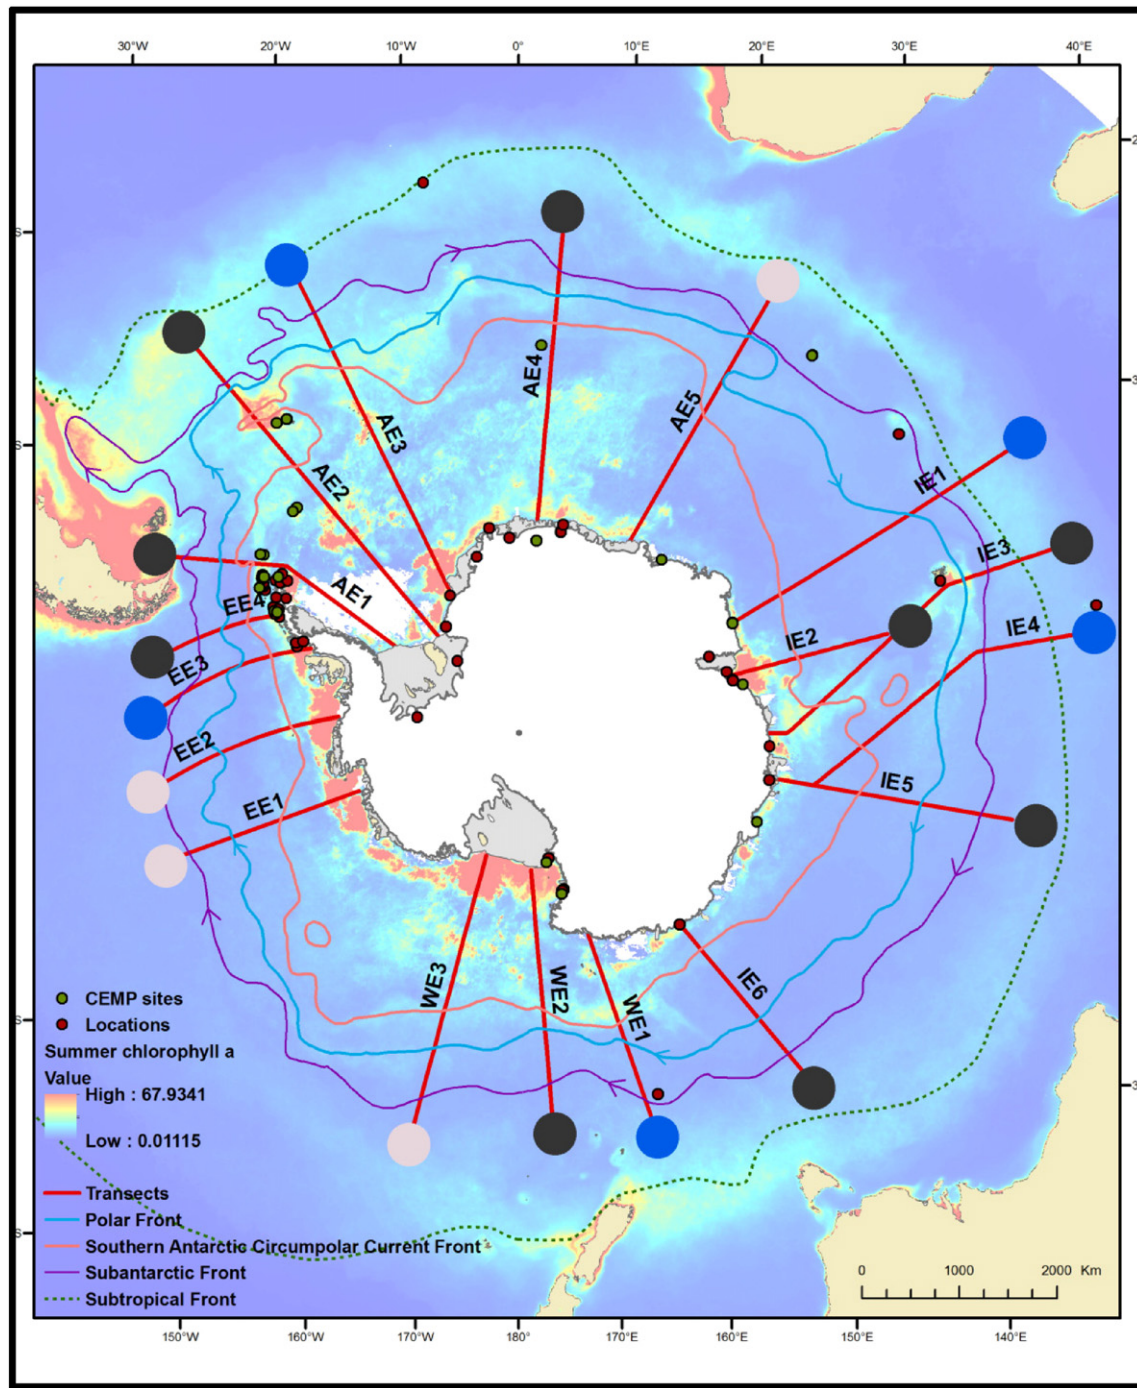 30°W 20°W 10°W 0° 10°E 20°E 30°E 40°E
AE4
AE5
AE3
AE2
IE1
IE3
AE1
EE4
IE2
IE4
EE3
EE2
IE5
EE1
WE3
WE2
WE1
IE6
CEMP sites
Locations
Summer chlorophyll a
Value
High : 67.9341
Low : 0.01115
Transects
Polar Front
Southern Antarctic Circumpolar Current Front
Subantarctic Front
Subtropical Front
0 1000 2000 Km
150°W 160°W 170°W 180° 170°E 160°E 150°E 140°E